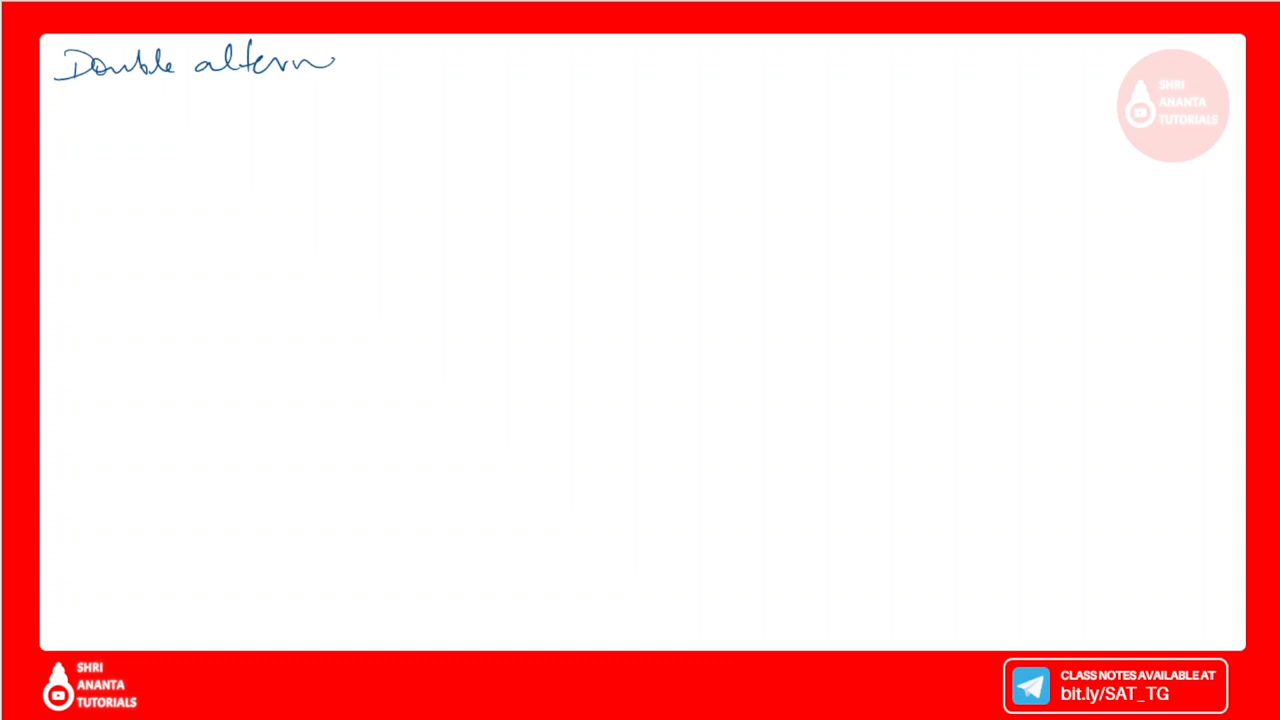 Double altern
SHRI
ANANTA
TUTORIALS
SHRI
ANANTA
TUTORIALS
CLASS NOTES AVAILABLE AT
bit.ly/SAT_TG